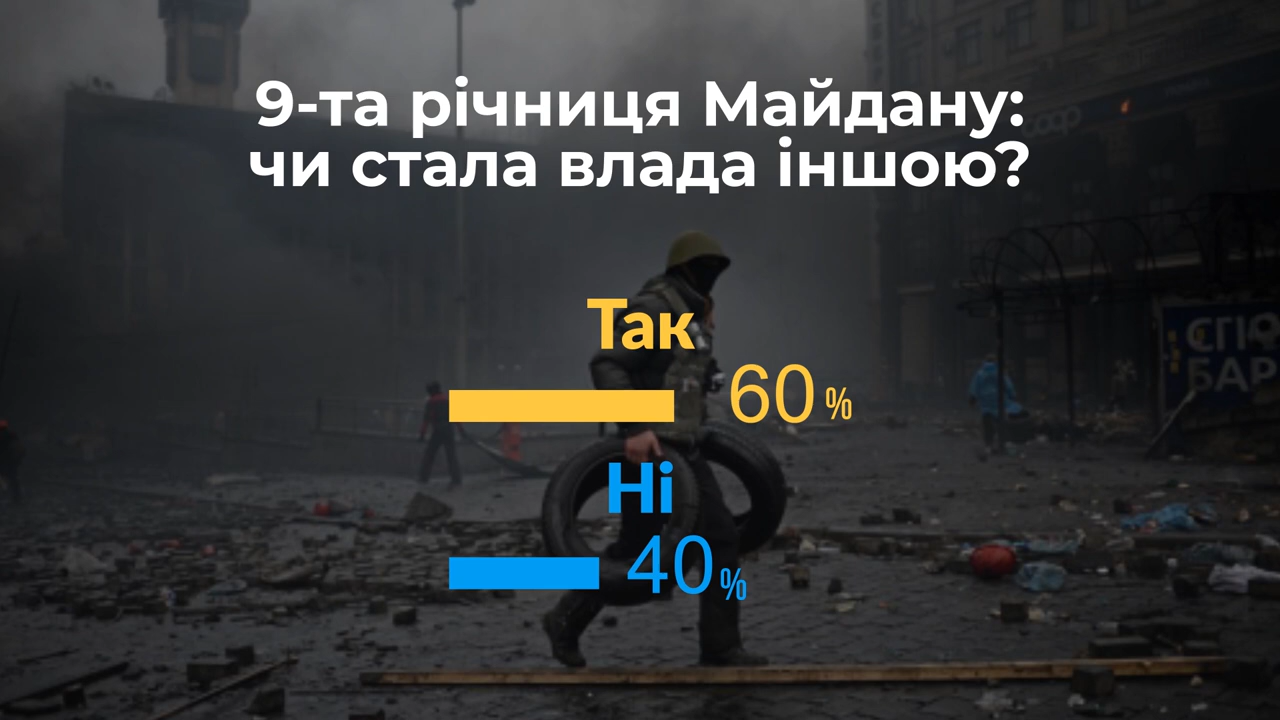 9-та річниця Майдану:
чи стала влада іншою?
Так
60%
Ні
40%